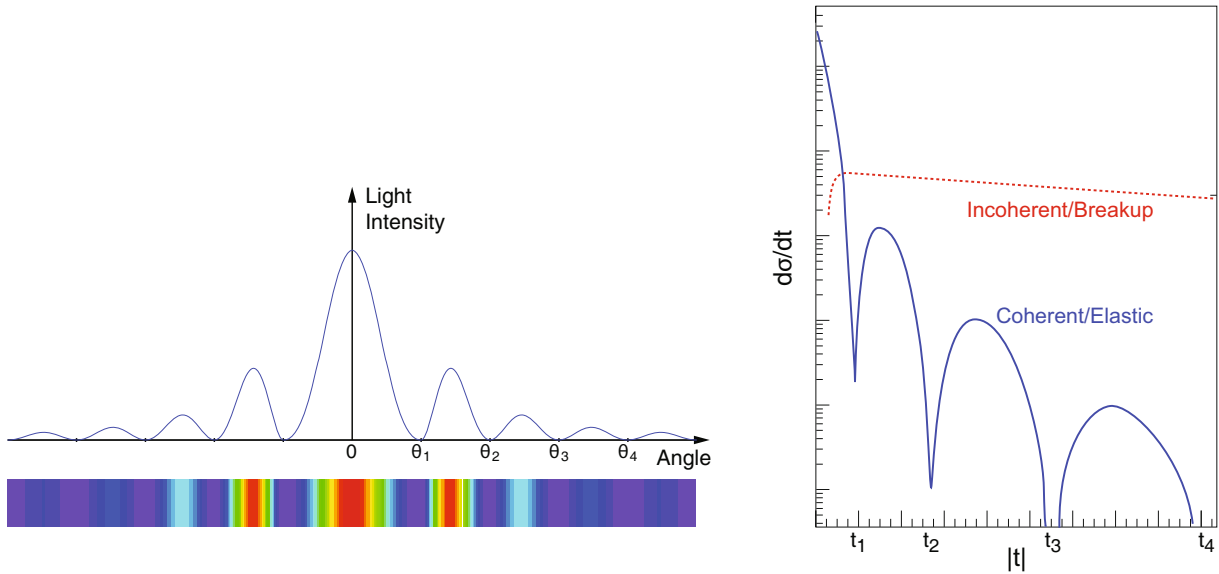 Light
Intensity
0
θ1
θ2
θ3
θ4
Angle
dσ/dt
Incoherent/Breakup
Coherent/Elastic
t1
t2
t3
t4
|t|